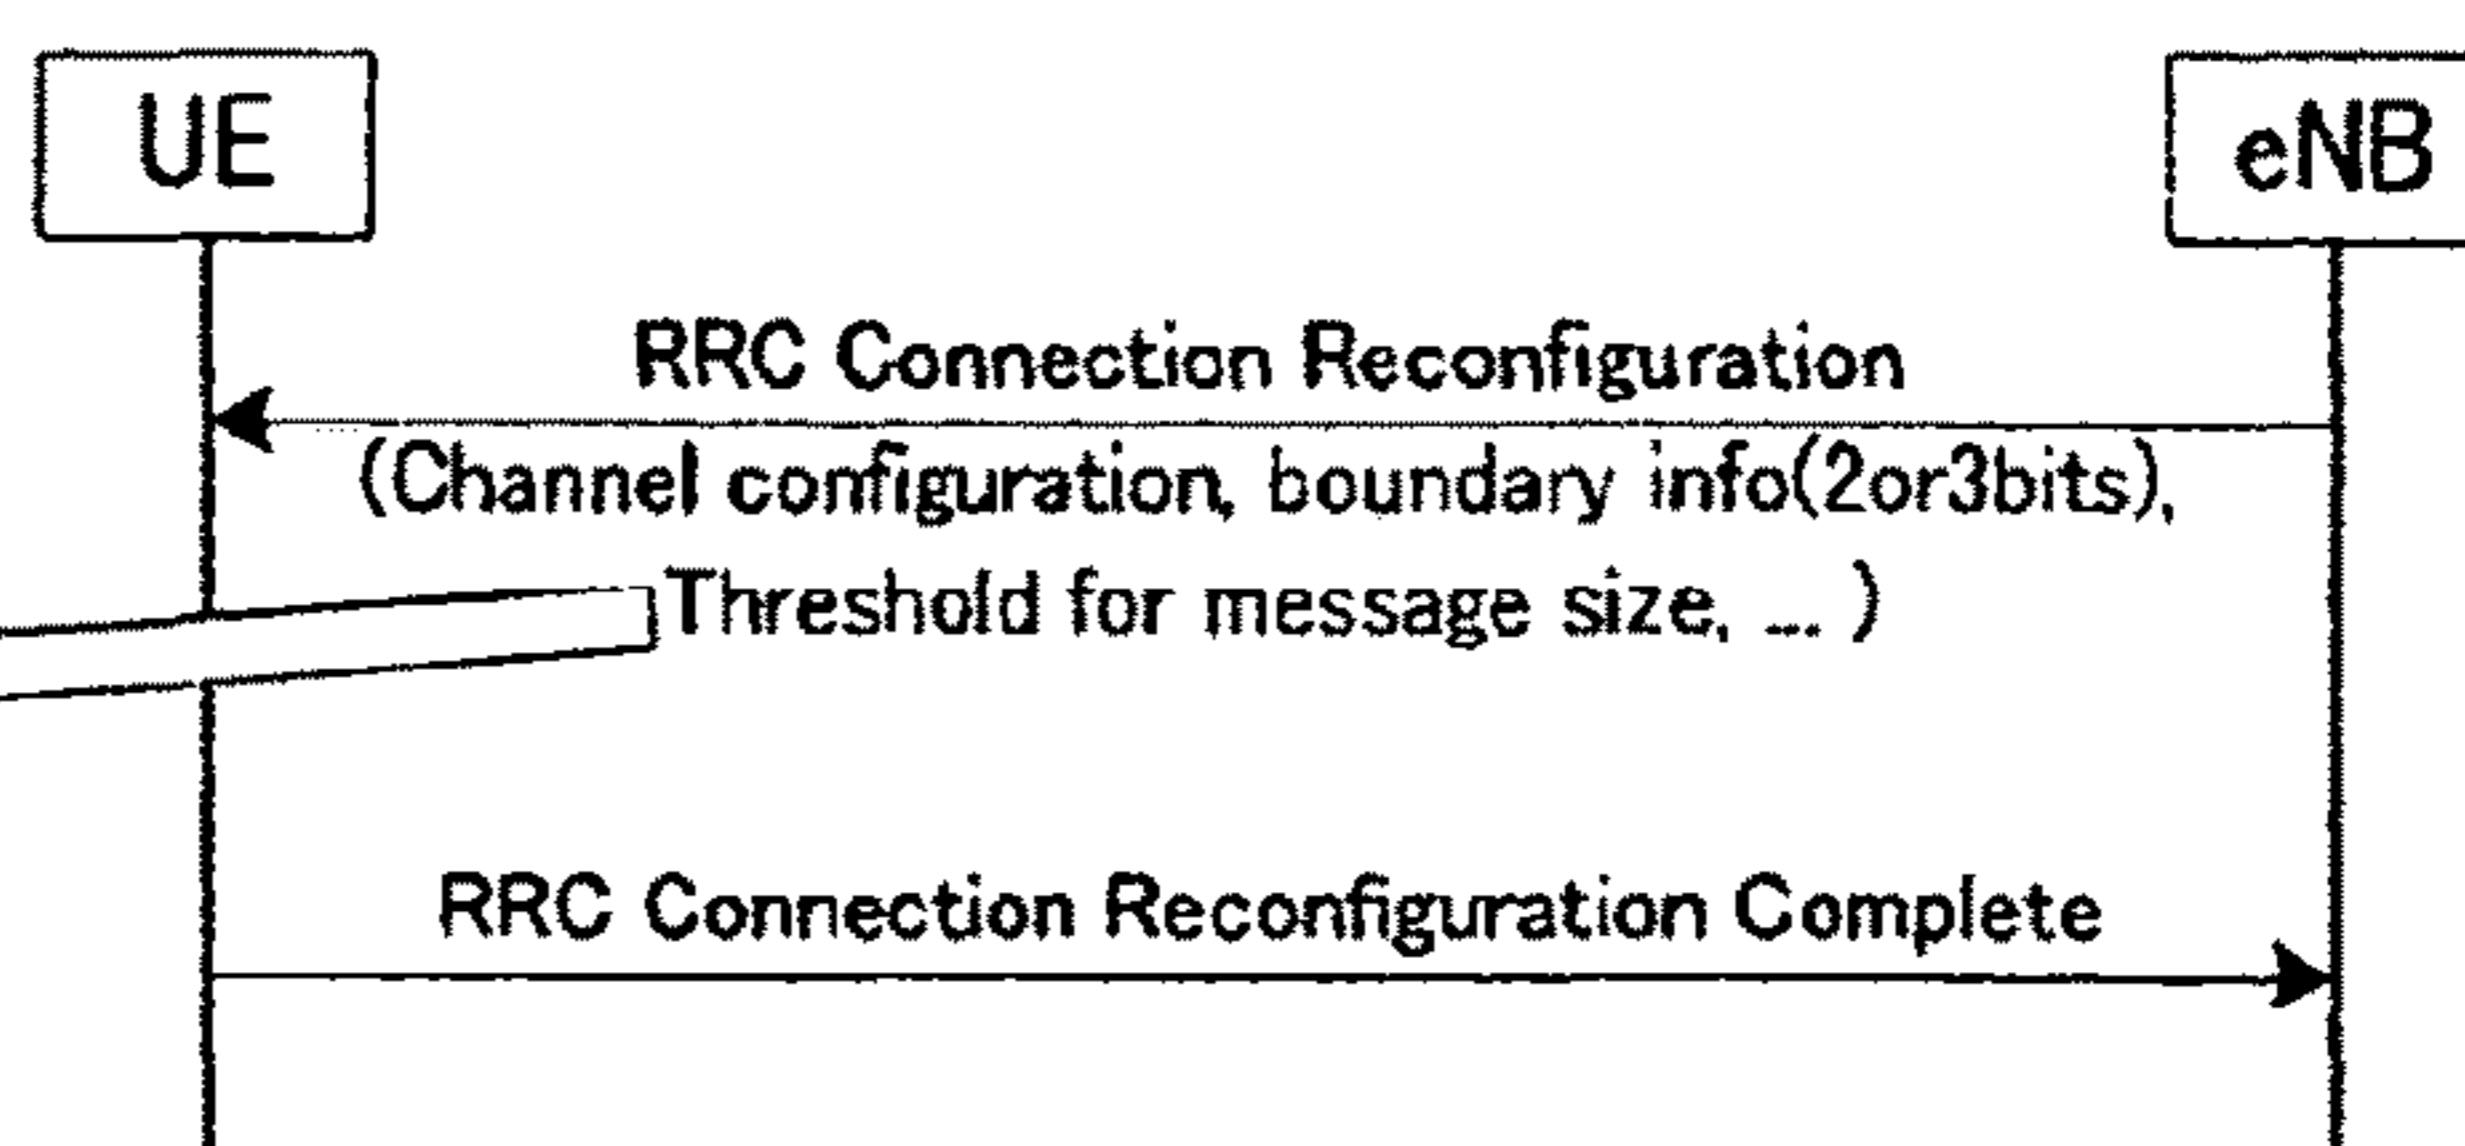 UE
eNB
RRC Connection Reconfiguration
(Channel configuration, boundary info(2or3bits),
Threshold for message size, ... )
RRC Connection Reconfiguration Complete